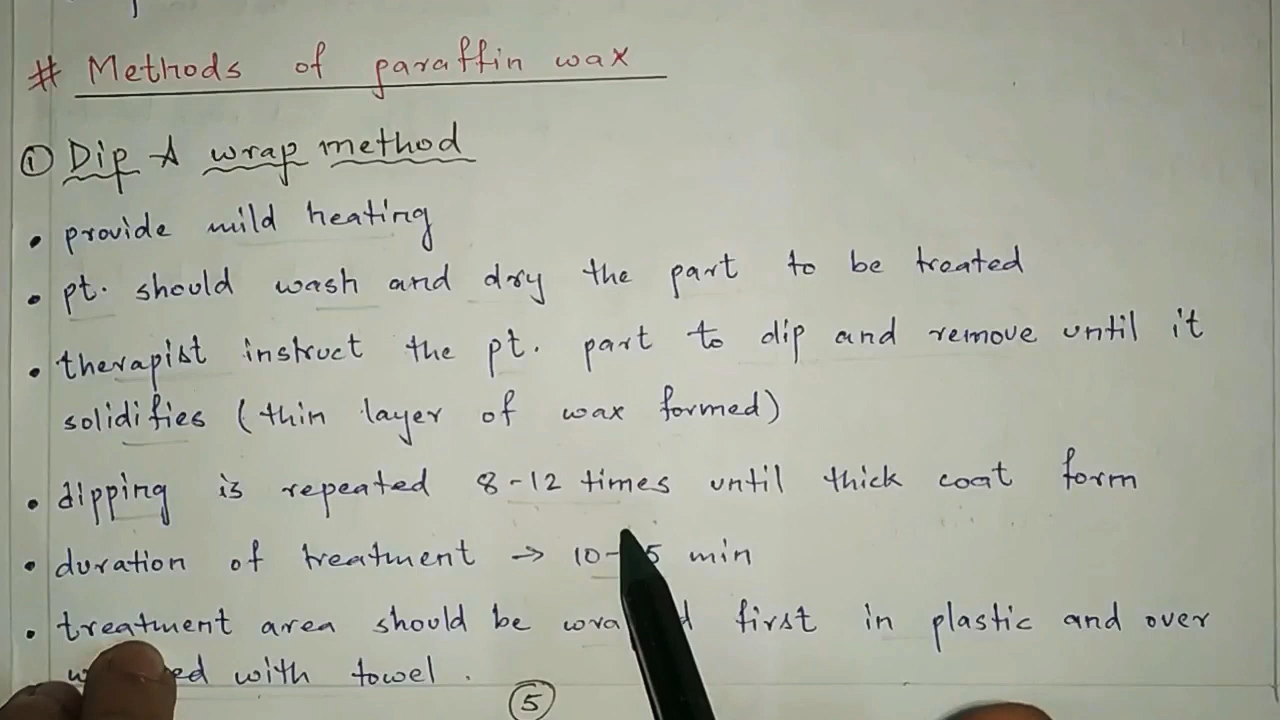 # Methods of paraffin wax
① Dip & wrap method
• provide mild heating
• pt. should wash and dry the part to be treated
• therapist instruct the pt. part to dip and remove until it
solidifies (thin layer of wax formed)
• dipping is repeated 8-12 times until thick coat form
• duration of treatment → 10- 5 min
• treatment area should be first in plastic and over
with towel.
5